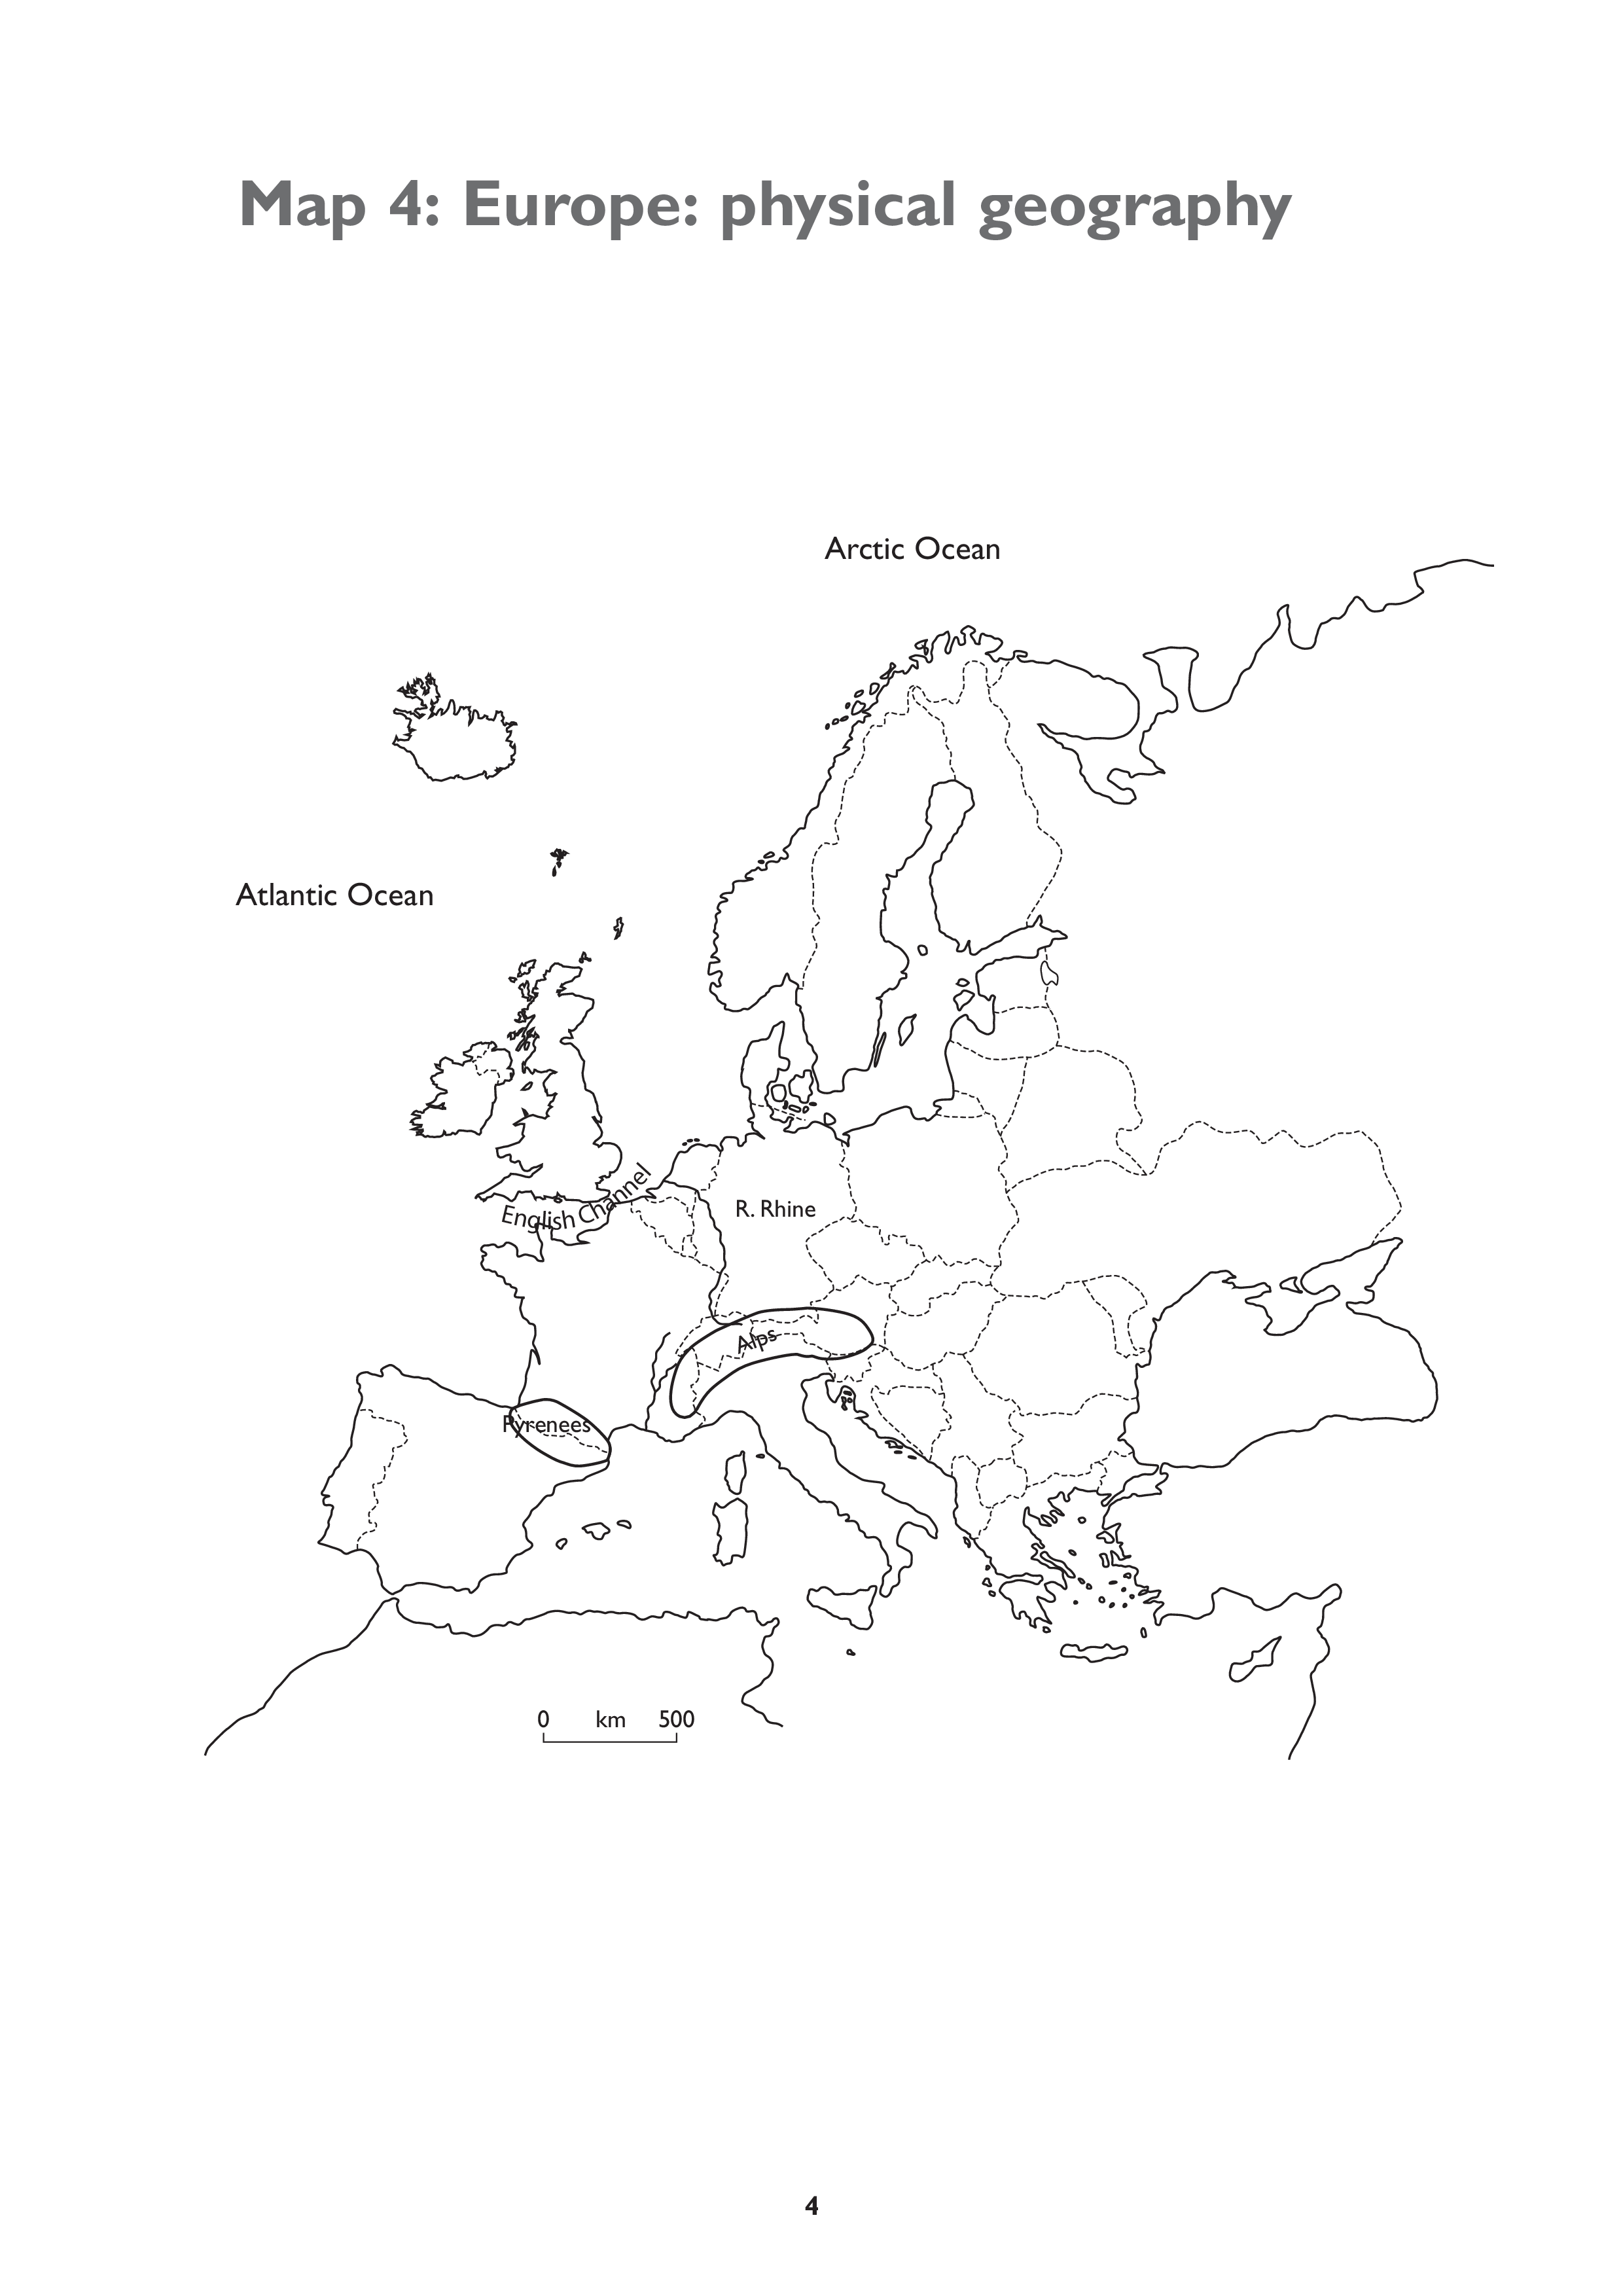 Map 4: Europe: physical geography
Arctic Ocean
Atlantic Ocean
English Channel
R. Rhine
Alps
Pyrenees
0 km 500
4